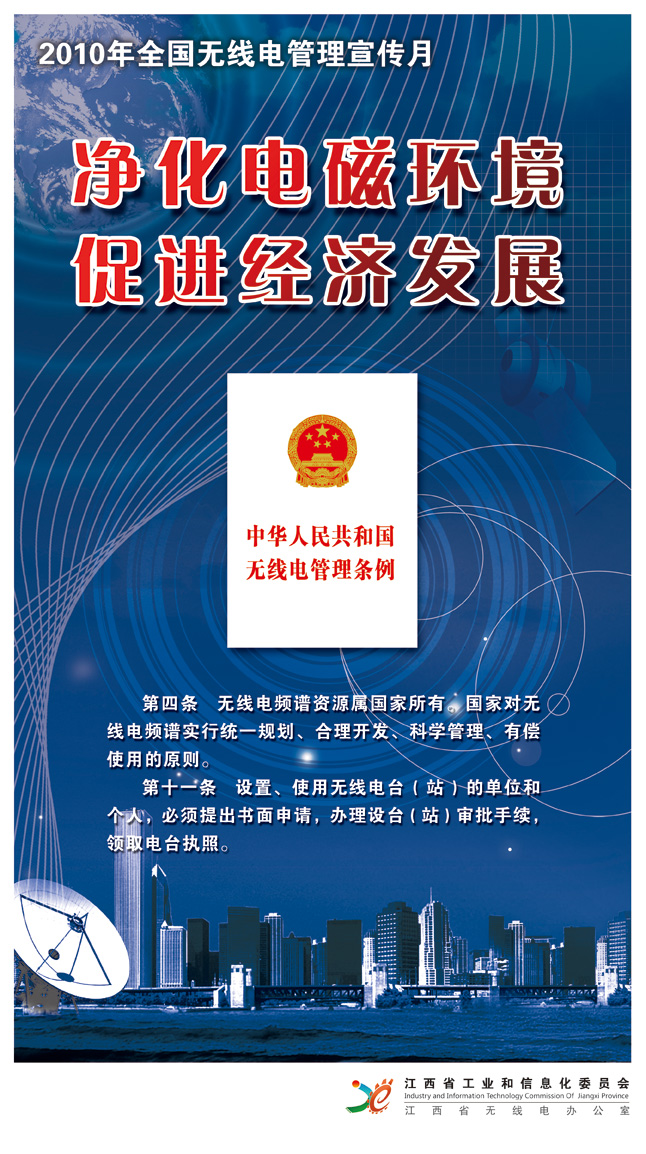 2010年全国无线电管理宣传月
净化电磁环境
促进经济发展
中华人民共和国
无线电管理条例
第四条 无线电频谱资源属国家所有。国家对无
线电频谱实行统一规划、合理开发、科学管理、有偿
使用的原则。
第十一条 设置、使用无线电台（站）的单位和
个人，必须提出书面申请，办理设台（站）审批手续，
领取电台执照。
江西省工业和信息化委员会
Industry and Information Technology Commission Of Jiangxi Province
江西省无线电办公室